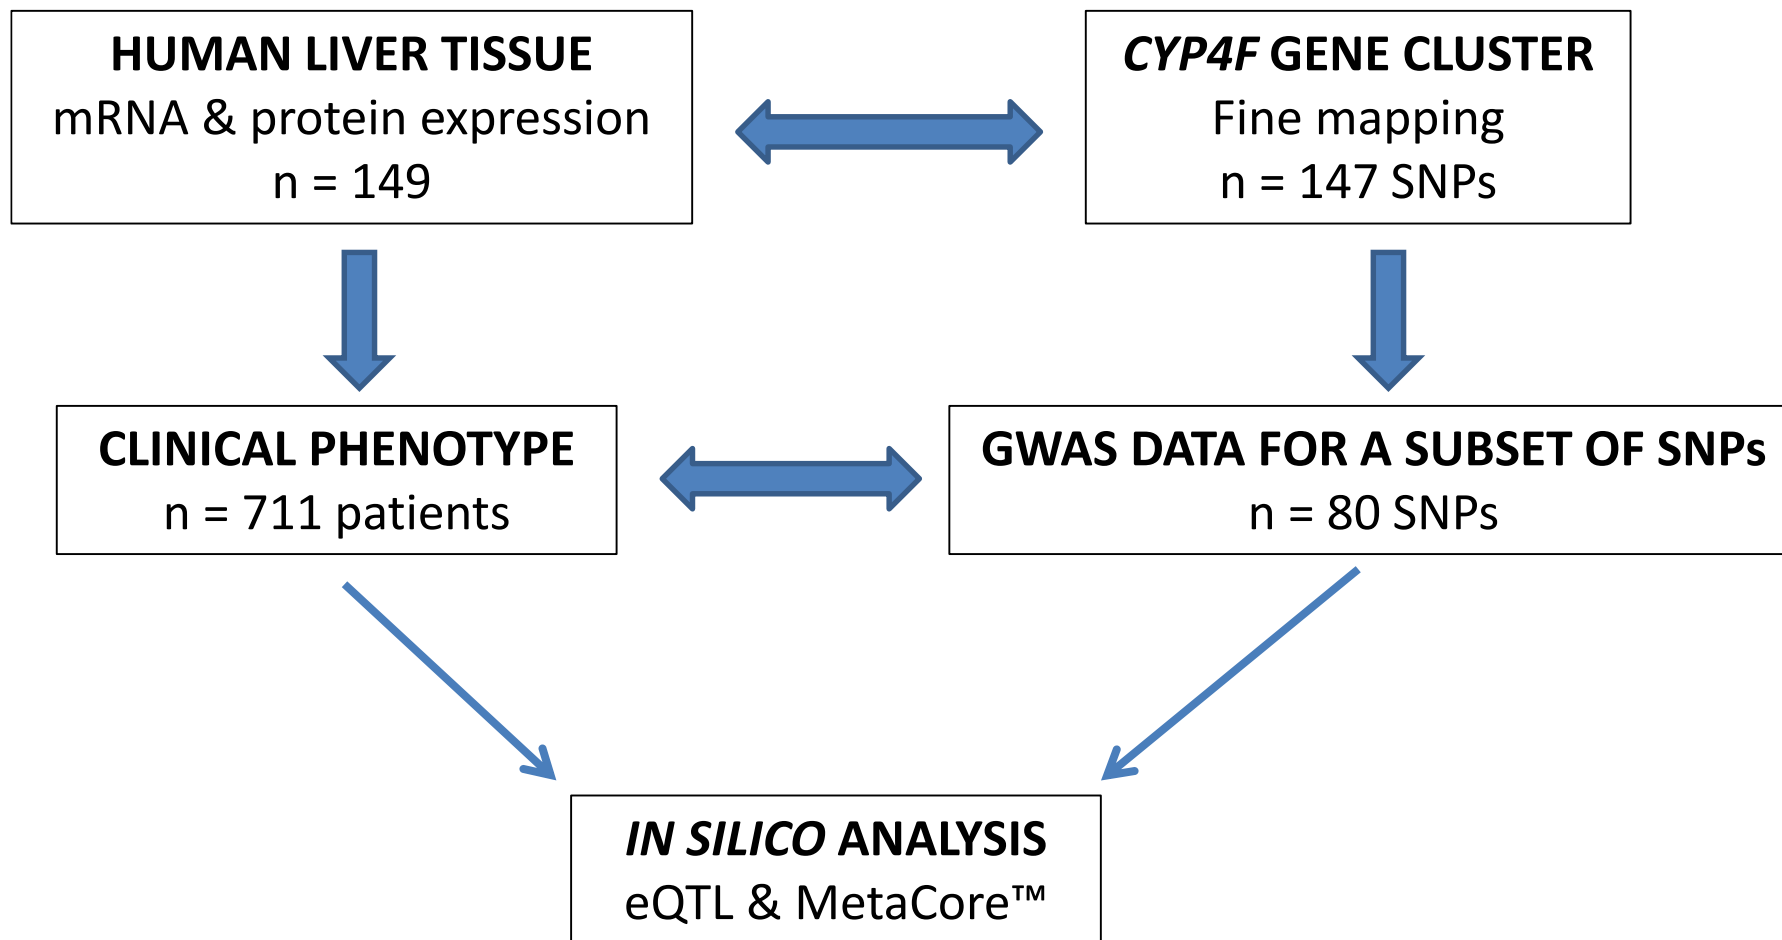 HUMAN LIVER TISSUE
mRNA & protein expression
n = 149
CYP4F GENE CLUSTER
Fine mapping
n = 147 SNPs
CLINICAL PHENOTYPE
n = 711 patients
GWAS DATA FOR A SUBSET OF SNPs
n = 80 SNPs
IN SILICO ANALYSIS
eQTL & MetaCore™